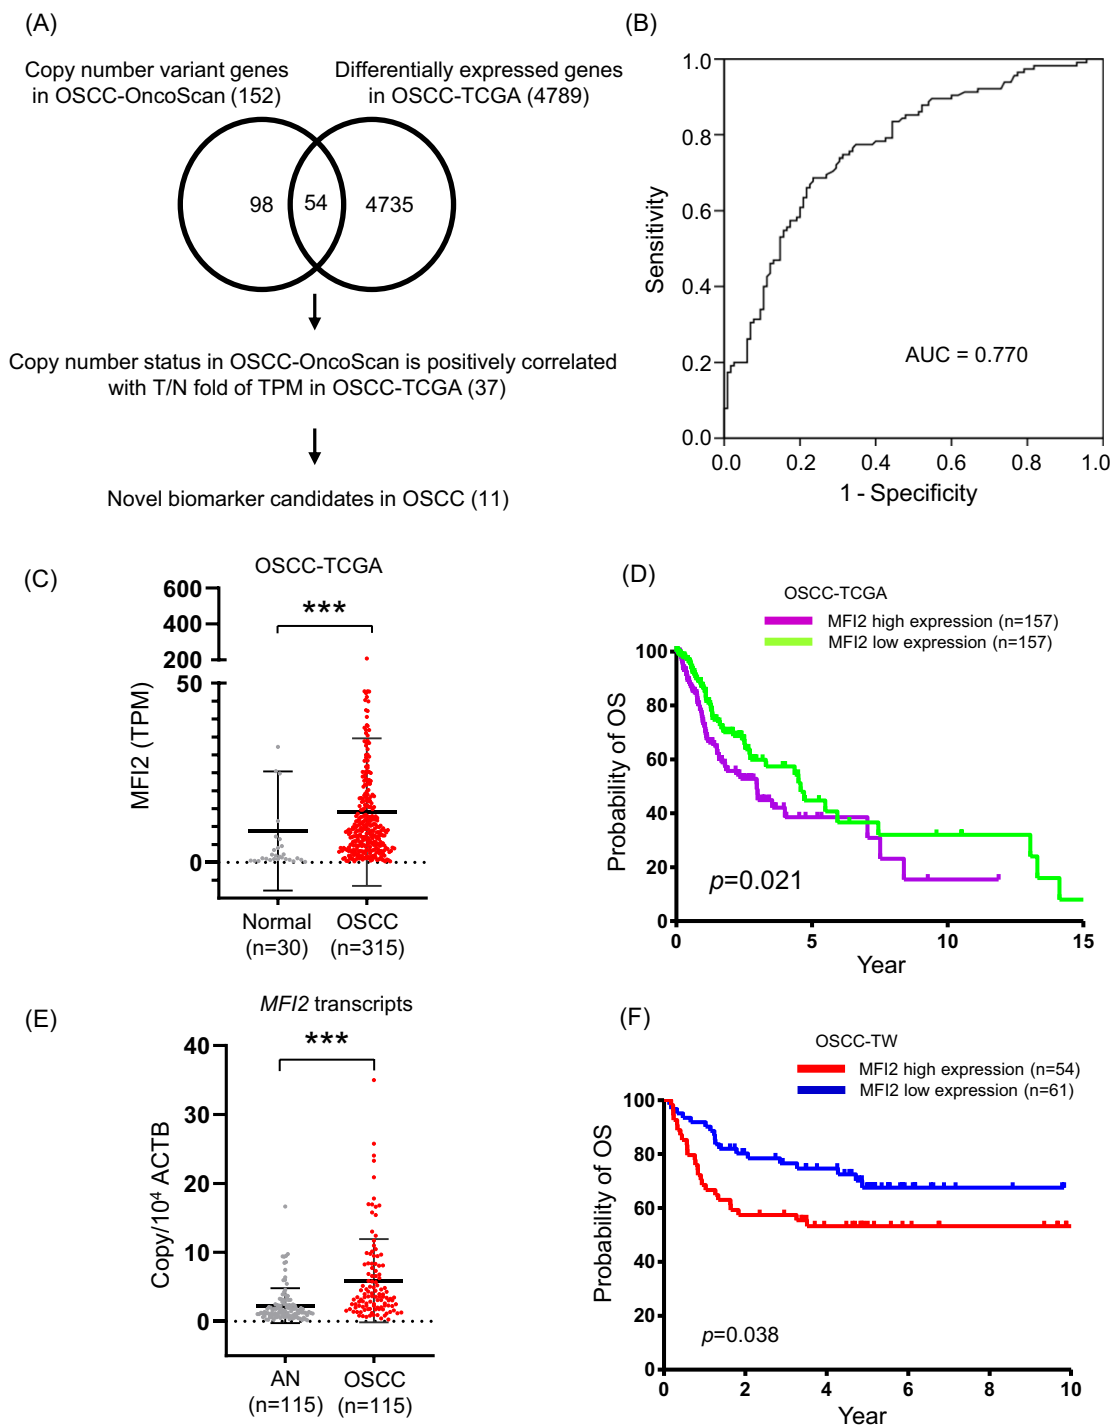 (A)
Copy number variant genes
in OSCC-OncoScan (152)
Differentially expressed genes
in OSCC-TCGA (4789)
98
54
4735
Copy number status in OSCC-OncoScan is positively correlated
with T/N fold of TPM in OSCC-TCGA (37)
Novel biomarker candidates in OSCC (11)
(B)
Sensitivity
1.0
0.8
0.6
0.4
0.2
0.0
AUC = 0.770
0.0 0.2 0.4 0.6 0.8 1.0
1 - Specificity
(C)
OSCC-TCGA
***
MFI2 (TPM)
600
400
200
50
0
Normal
(n=30)
OSCC
(n=315)
(D)
OSCC-TCGA
MFI2 high expression (n=157)
MFI2 low expression (n=157)
Probability of OS
100
80
60
40
20
0
p=0.021
0 5 10 15
Year
(E)
MFI2 transcripts
***
Copy/10⁴ ACTB
40
30
20
10
0
AN
(n=115)
OSCC
(n=115)
(F)
OSCC-TW
MFI2 high expression (n=54)
MFI2 low expression (n=61)
Probability of OS
100
80
60
40
20
0
p=0.038
0 2 4 6 8 10
Year